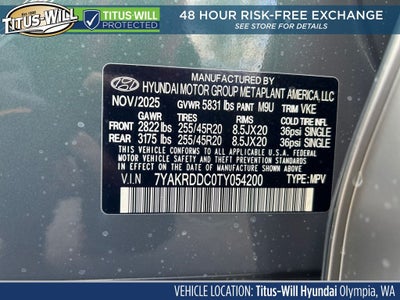 TITUS-WILL
TITUS-WILL
PROTECTED
48 HOUR RISK-FREE EXCHANGE
SEE STORE FOR DETAILS
MANUFACTURED BY
HYUNDAI MOTOR GROUP METAPLANT AMERICA, LLC
NOV/2025 GVWR 5831 lbs PAINT M9U TRIM VKE
GAWR TIRES RIMS
FRONT 2822 lbs 255/45R20 8.5JX20 36psi SINGLE
REAR 3175 lbs 255/45R20 8.5JX20 36psi SINGLE
THIS VEHICLE CONFORMS TO ALL APPLICABLE
FEDERAL MOTOR VEHICLE SAFETY, BUMPER, AND THEFT
PREVENTION STANDARDS IN EFFECT ON THE DATE OF
MANUFACTURE SHOWN ABOVE.
V.I.N 7YAKRDDC0TY054200 TYPE : MPV
VEHICLE LOCATION: Titus-Will Hyundai Olympia, WA